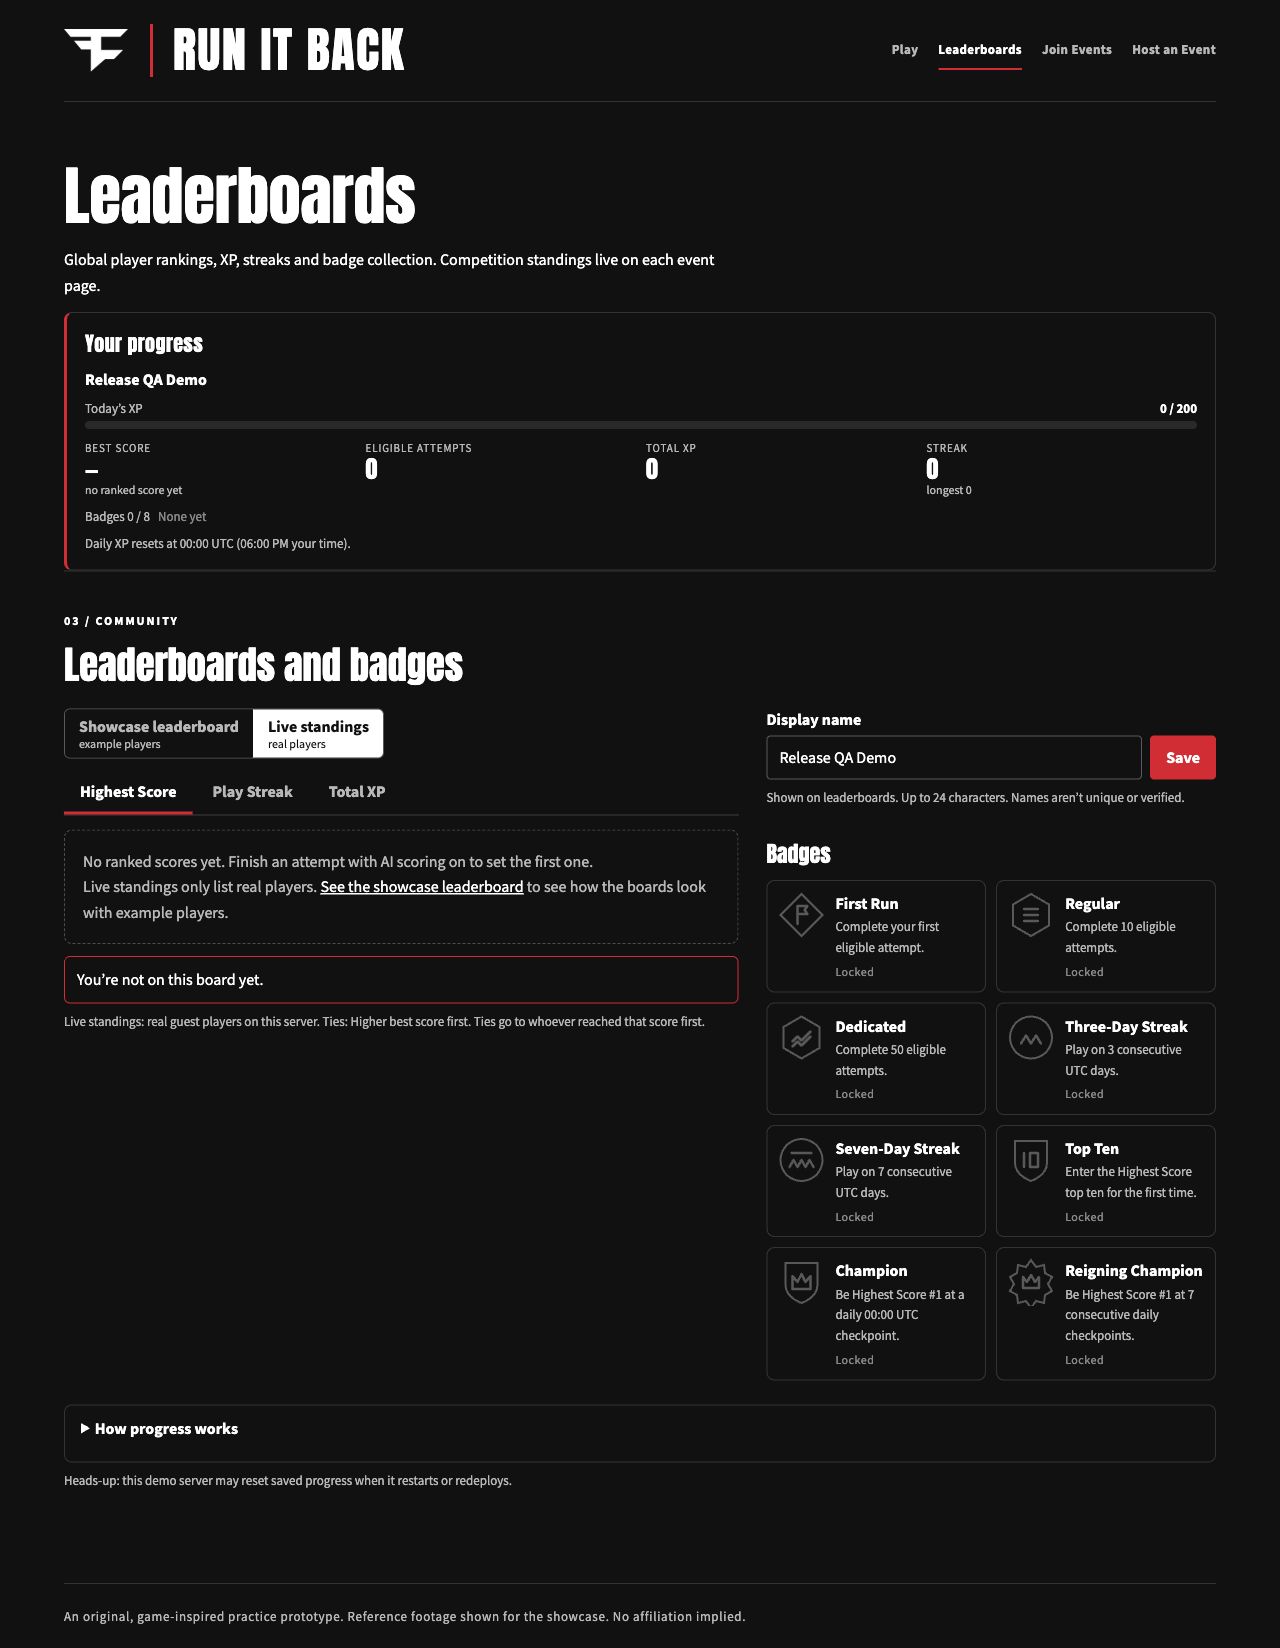 RUN IT BACK
Play Leaderboards Join Events Host an Event
Leaderboards
Global player rankings, XP, streaks and badge collection. Competition standings live on each event
page.
Your progress
Release QA Demo
Today's XP 0 / 200
BEST SCORE
–
no ranked score yet
ELIGIBLE ATTEMPTS
0
TOTAL XP
0
STREAK
0
longest 0
Badges 0 / 8 None yet
Daily XP resets at 00:00 UTC (06:00 PM your time).
03 / COMMUNITY
Leaderboards and badges
Showcase leaderboard
example players
Live standings
real players
Highest Score Play Streak Total XP
No ranked scores yet. Finish an attempt with AI scoring on to set the first one.
Live standings only list real players. See the showcase leaderboard to see how the boards look
with example players.
You're not on this board yet.
Live standings: real guest players on this server. Ties: Higher best score first. Ties go to whoever reached that score first.
Display name
Release QA Demo
Save
Shown on leaderboards. Up to 24 characters. Names aren't unique or verified.
Badges
First Run
Complete your first
eligible attempt.
Locked
Regular
Complete 10 eligible
attempts.
Locked
Dedicated
Complete 50 eligible
attempts.
Locked
Three-Day Streak
Play on 3 consecutive
UTC days.
Locked
Seven-Day Streak
Play on 7 consecutive
UTC days.
Locked
10
Top Ten
Enter the Highest Score
top ten for the first time.
Locked
Champion
Be Highest Score #1 at a
daily 00:00 UTC
checkpoint.
Locked
Reigning Champion
Be Highest Score #1 at 7
consecutive daily
checkpoints.
Locked
How progress works
Heads-up: this demo server may reset saved progress when it restarts or redeploys.
An original, game-inspired practice prototype. Reference footage shown for the showcase. No affiliation implied.